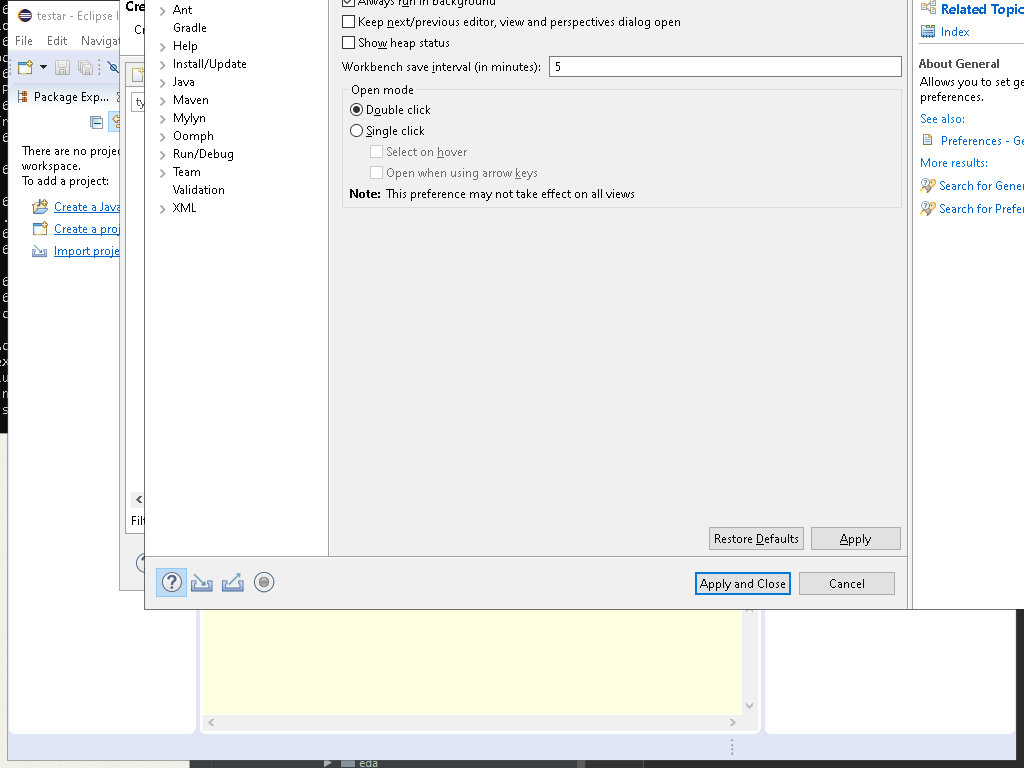 testar - Eclipse I
File Edit Naviga
Package Exp...
There are no proje
workspace.
To add a project:
Create a Java
Create a proj
Import proje
Cre
Cr
ty
Filt
Ant
Gradle
Help
Install/Update
Java
Maven
Mylyn
Oomph
Run/Debug
Team
Validation
XML
Always run in background
Keep next/previous editor, view and perspectives dialog open
Show heap status
Workbench save interval (in minutes): 5
Open mode
Double click
Single click
Select on hover
Open when using arrow keys
Note: This preference may not take effect on all views
Restore Defaults Apply
Apply and Close Cancel
Related Topic
Index
About General
Allows you to set ge
preferences.
See also:
Preferences - Ge
More results:
Search for Gener
Search for Prefer
eda